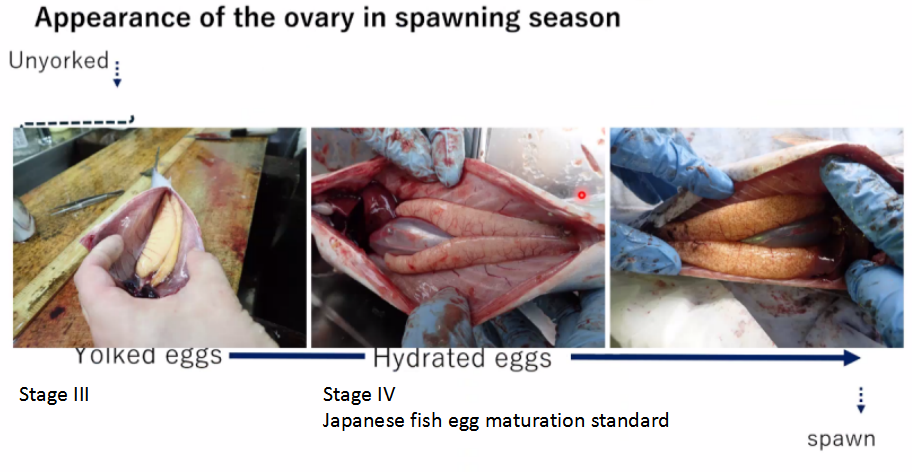 Appearance of the ovary in spawning season
Unyorked
Yolked eggs
Hydrated eggs
Stage III
Stage IV
Japanese fish egg maturation standard
spawn